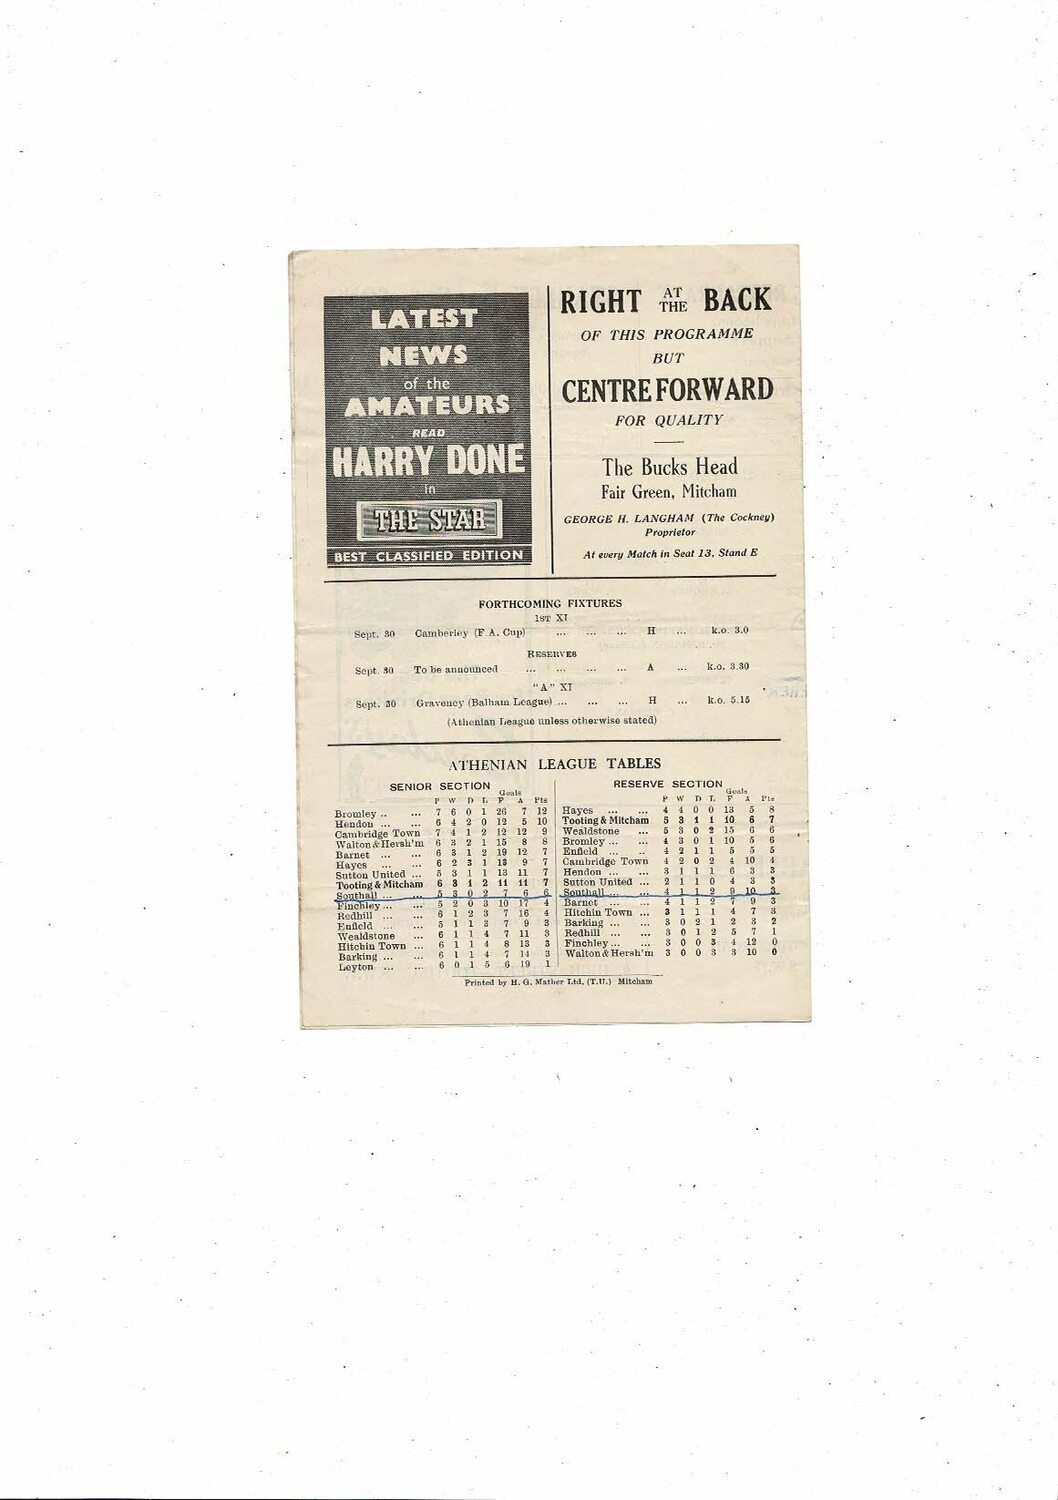 LATEST
NEWS
of the
AMATEURS
READ
HARRY DONE
in
THE STAR
BEST CLASSIFIED EDITION
RIGHT AT THE BACK
OF THIS PROGRAMME
BUT
CENTRE FORWARD
FOR QUALITY
The Bucks Head
Fair Green, Mitcham
GEORGE H. LANGHAM (The Cockney)
Proprietor
At every Match in Seat 13, Stand E
FORTHCOMING FIXTURES
1ST XI
Sept. 30 Camberley (F.A. Cup) ... ... ... H ... k.o. 3.0
RESERVES
Sept. 30 To be announced ... ... ... ... A ... k.o. 3.30
"A" XI
Sept. 30 Graveney (Balham League) ... ... ... H ... k.o. 5.15
(Athenian League unless otherwise stated)
ATHENIAN LEAGUE TABLES
SENIOR SECTION
Goals
P W D L F A Pts
Bromley .. ... 7 6 0 1 26 7 12
Hendon ... ... 6 4 2 0 12 5 10
Cambridge Town 7 4 1 2 12 12 9
Walton & Hersh'm 6 3 2 1 15 8 8
Barnet ... ... 6 3 1 2 19 12 7
Hayes ... ... 6 2 3 1 13 9 7
Sutton United ... 5 3 1 1 13 11 7
Tooting & Mitcham 6 3 1 2 11 11 7
Southall ... ... 5 3 0 2 7 6 6
Finchley ... ... 5 2 0 3 10 17 4
Redhill ... ... 6 1 2 3 7 16 4
Enfield ... ... 5 1 1 3 7 9 3
Wealdstone ... 6 1 1 4 7 11 3
Hitchin Town ... 6 1 1 4 8 13 3
Barking ... ... 6 1 1 4 7 14 3
Leyton ... ... 6 0 1 5 6 19 1
RESERVE SECTION
Goals
P W D L F A Pts
Hayes ... ... 4 4 0 0 13 5 8
Tooting & Mitcham 5 3 1 1 10 6 7
Wealdstone ... 5 3 0 2 15 6 6
Bromley ... ... 4 3 0 1 10 5 6
Enfield ... .. 4 2 1 1 5 5 5
Cambridge Town 4 2 0 2 4 10 4
Hendon ... ... 3 1 1 1 6 3 3
Sutton United ... 2 1 1 0 4 3 3
Southall ... ... 4 1 1 2 9 10 3
Barnet ... ... 4 1 1 2 7 9 3
Hitchin Town ... 3 1 1 1 4 7 3
Barking ... ... 3 0 2 1 2 3 2
Redhill ... ... 3 0 1 2 5 7 1
Finchley ... ... 3 0 0 3 4 12 0
Walton & Hersh'm 3 0 0 3 3 10 0
Printed by H. G. Mather Ltd. (T.U.) Mitcham